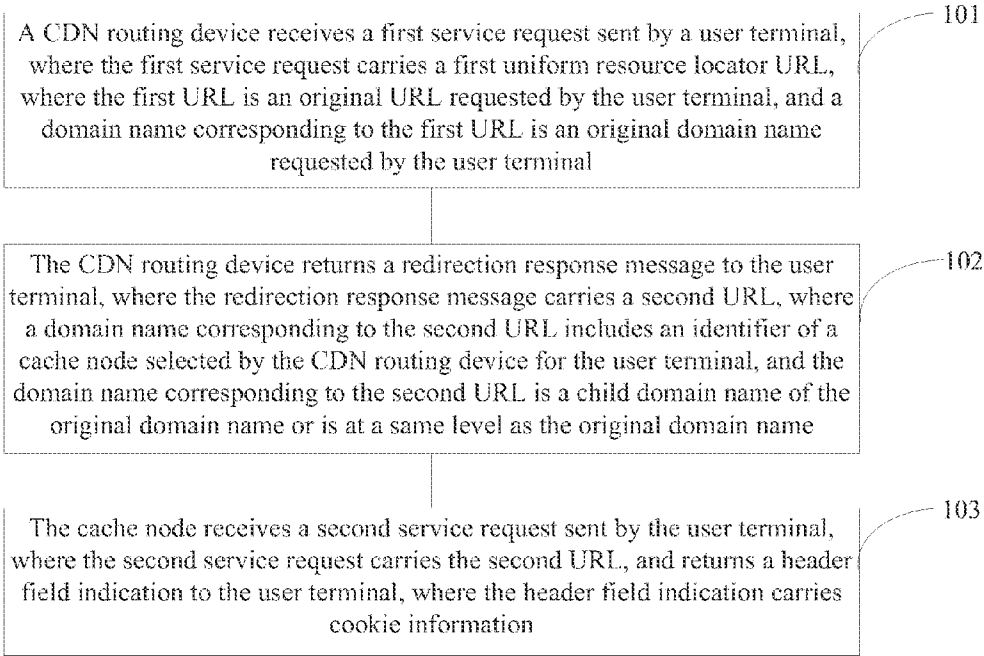 A CDN routing device receives a first service request sent by a user terminal,
where the first service request carries a first uniform resource locator URL,
where the first URL is an original URL requested by the user terminal, and a
domain name corresponding to the first URL is an original domain name
requested by the user terminal
101
The CDN routing device returns a redirection response message to the user
terminal, where the redirection response message carries a second URL, where
a domain name corresponding to the second URL includes an identifier of a
cache node selected by the CDN routing device for the user terminal, and the
domain name corresponding to the second URL is a child domain name of the
original domain name or is at a same level as the original domain name
102
The cache node receives a second service request sent by the user terminal,
where the second service request carries the second URL, and returns a header
field indication to the user terminal, where the header field indication carries
cookie information
103